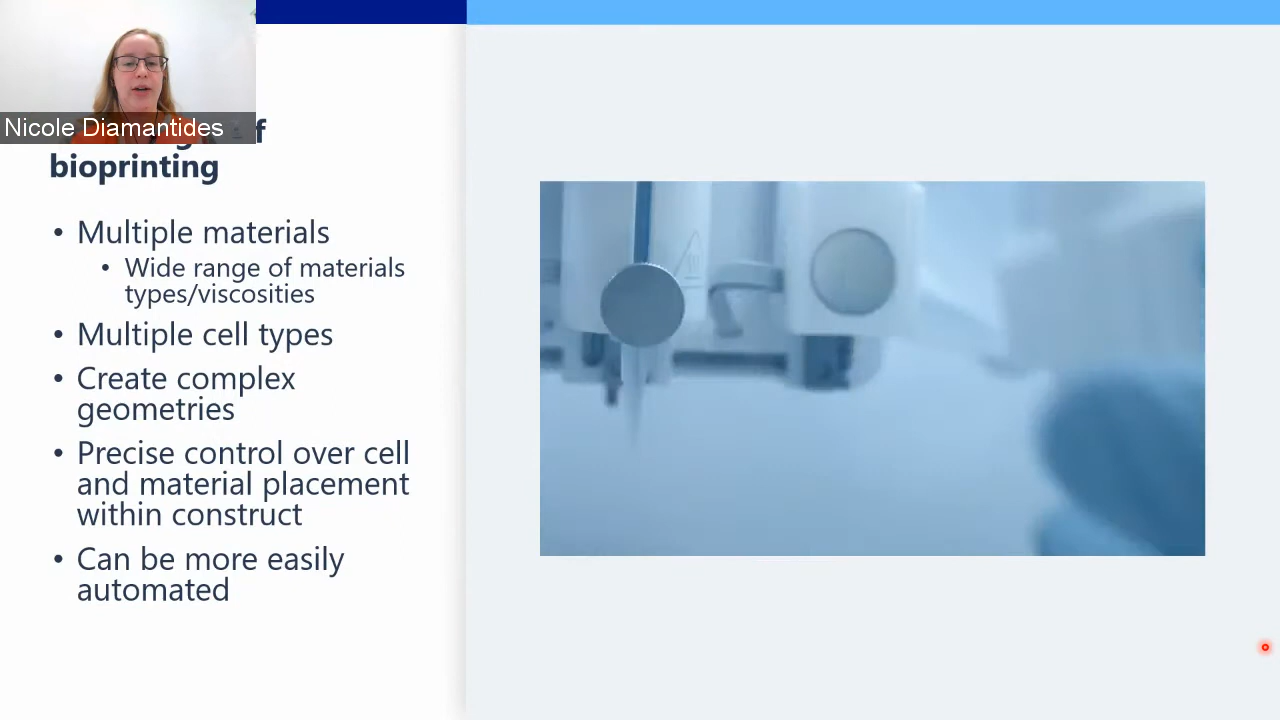 Nicole Diamantides
bioprinting
• Multiple materials
• Wide range of materials
types/viscosities
• Multiple cell types
• Create complex
geometries
• Precise control over cell
and material placement
within construct
• Can be more easily
automated